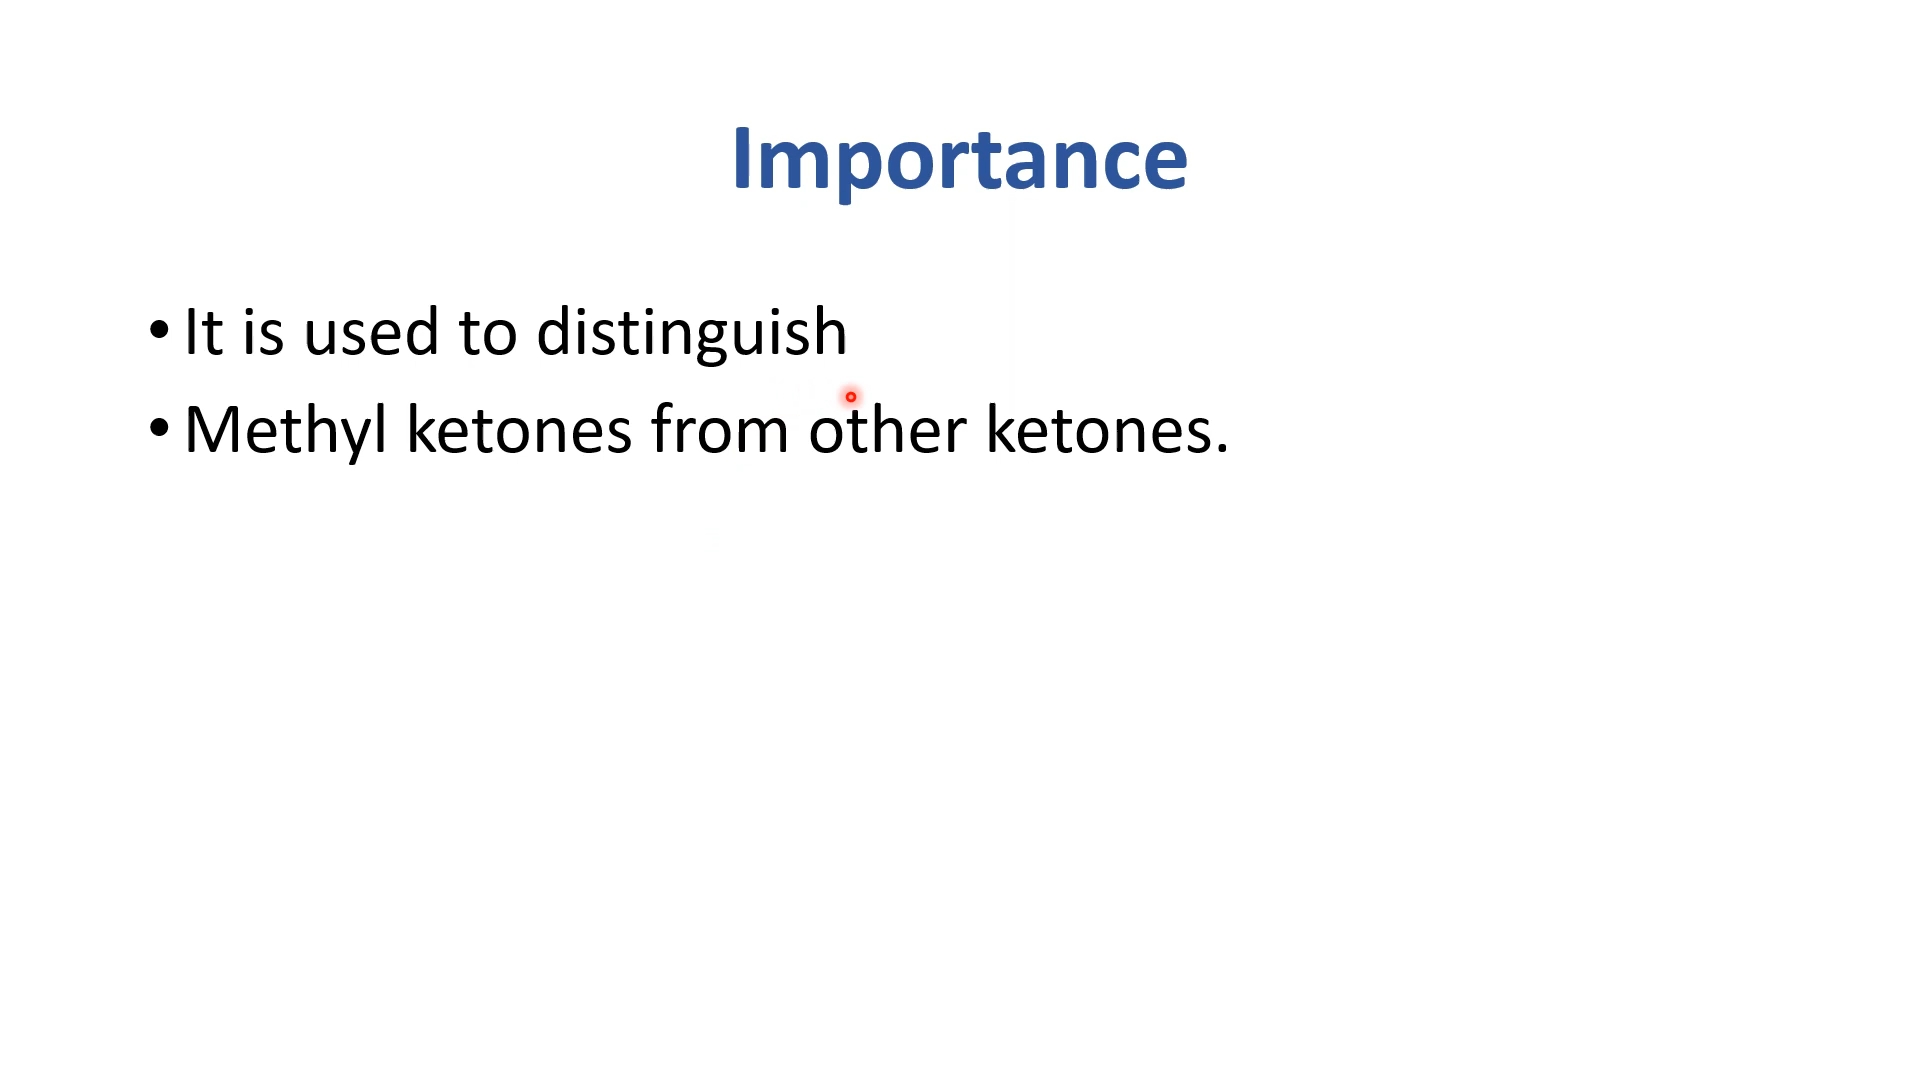 Importance
• It is used to distinguish
• Methyl ketones from other ketones.